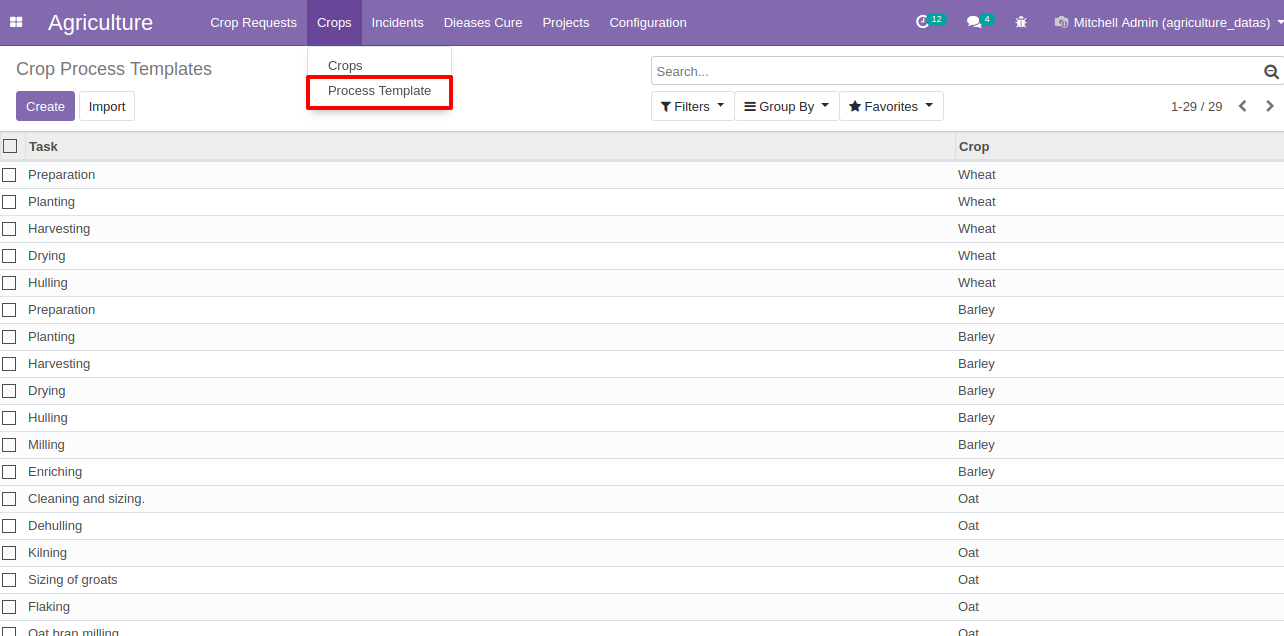 Agriculture Crop Requests Crops Incidents Dieases Cure Projects Configuration 12 4 Mitchell Admin (agriculture_datas)
Crops
Process Template
Crop Process Templates
Search...
Create Import
Filters Group By Favorites 1-29 / 29
Task Crop
Preparation Wheat
Planting Wheat
Harvesting Wheat
Drying Wheat
Hulling Wheat
Preparation Barley
Planting Barley
Harvesting Barley
Drying Barley
Hulling Barley
Milling Barley
Enriching Barley
Cleaning and sizing. Oat
Dehulling Oat
Kilning Oat
Sizing of groats Oat
Flaking Oat
Oat bran milling Oat